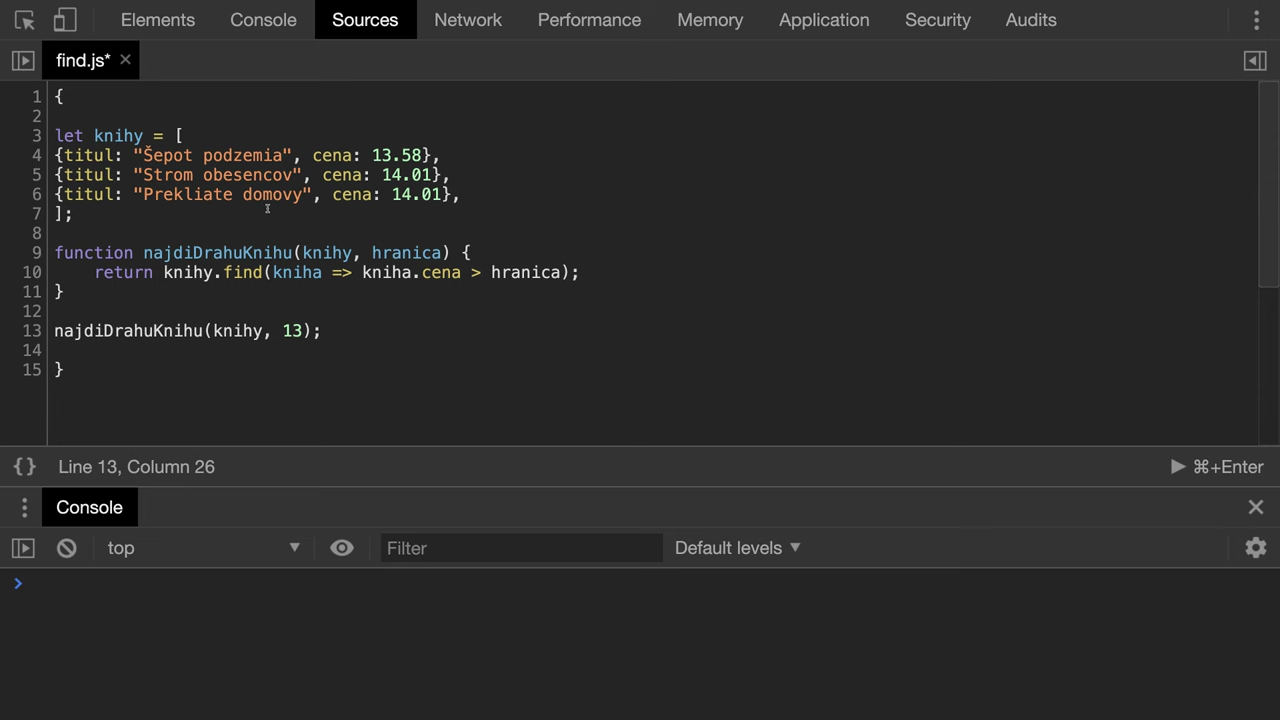 Elements Console Sources Network Performance Memory Application Security Audits
find.js* ×
1 {
2
3 let knihy = [
4 {titul: "Šepot podzemia", cena: 13.58},
5 {titul: "Strom obesencov", cena: 14.01},
6 {titul: "Prekliate domovy", cena: 14.01},
7 ];
8
9 function najdiDrahuKnihu(knihy, hranica) {
10 return knihy.find(kniha => kniha.cena > hranica);
11 }
12
13 najdiDrahuKnihu(knihy, 13);
14
15 }
{} Line 13, Column 26 ▶ ⌘+Enter
Console ×
top ▼ Filter Default levels ▼
>